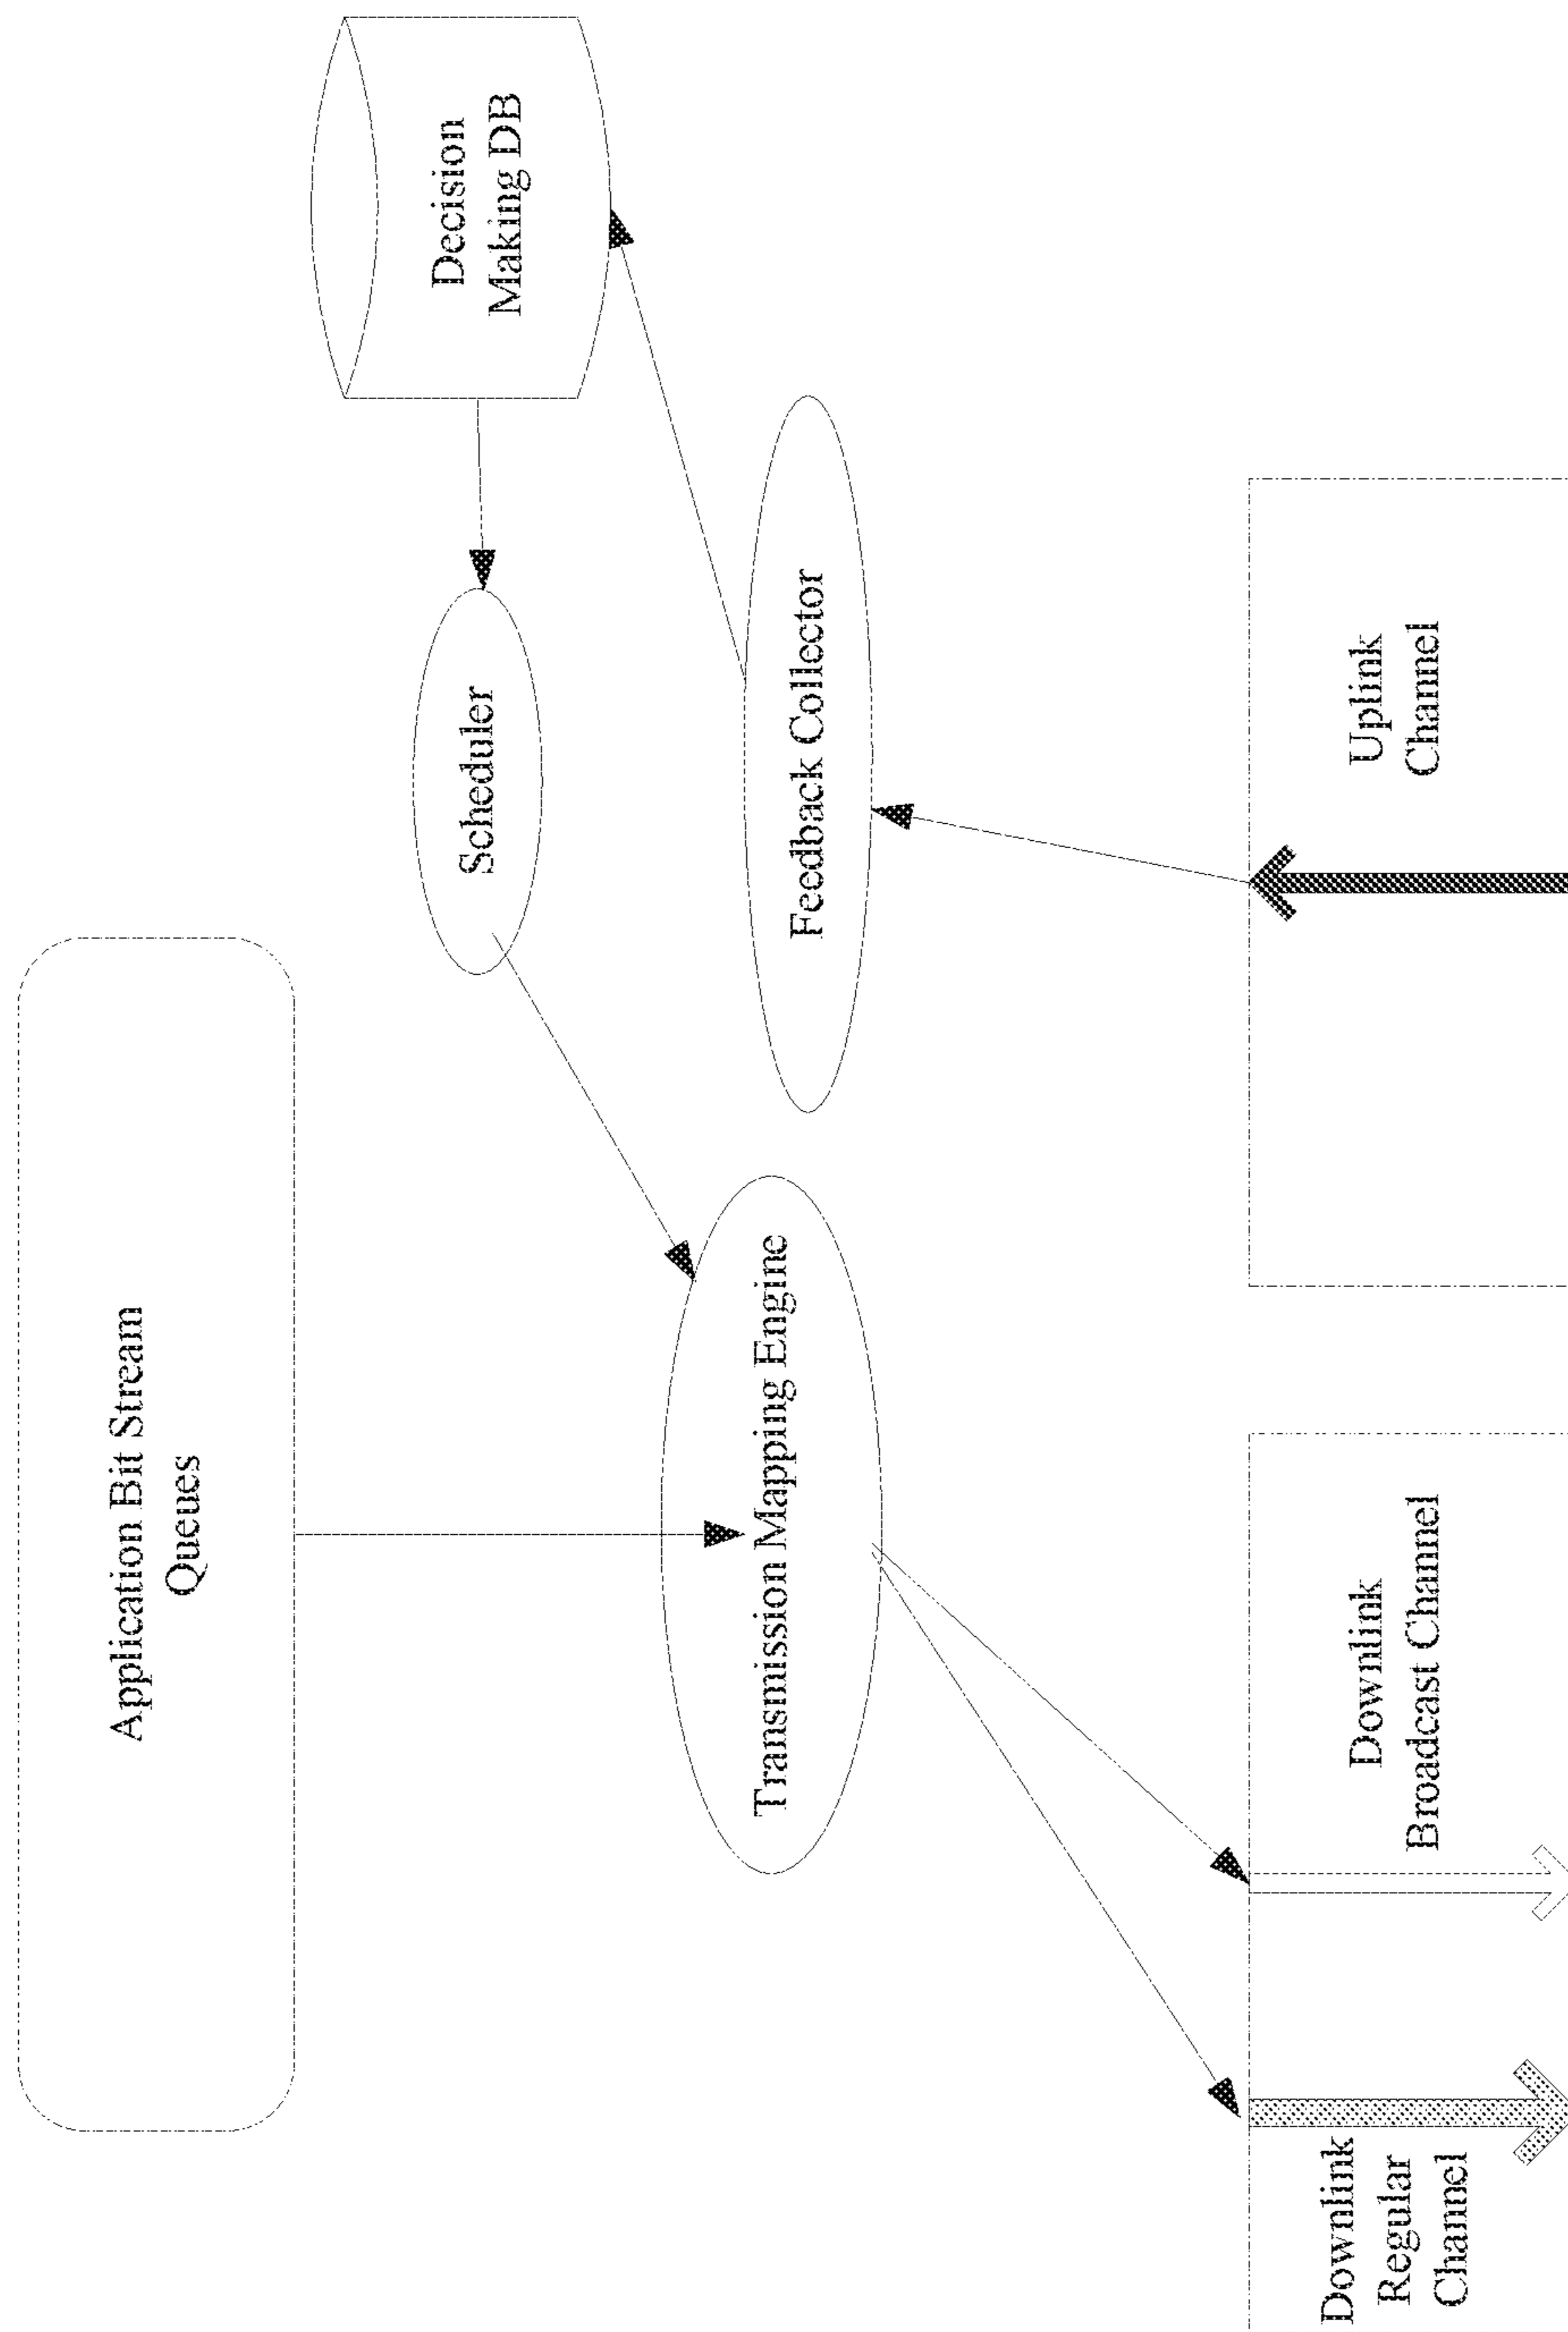 Application Bit Stream
Queues
Decision
Making DB
Scheduler
Transmission Mapping Engine
Feedback Collector
Downlink
Regular
Channel
Downlink
Broadcast Channel
Uplink
Channel